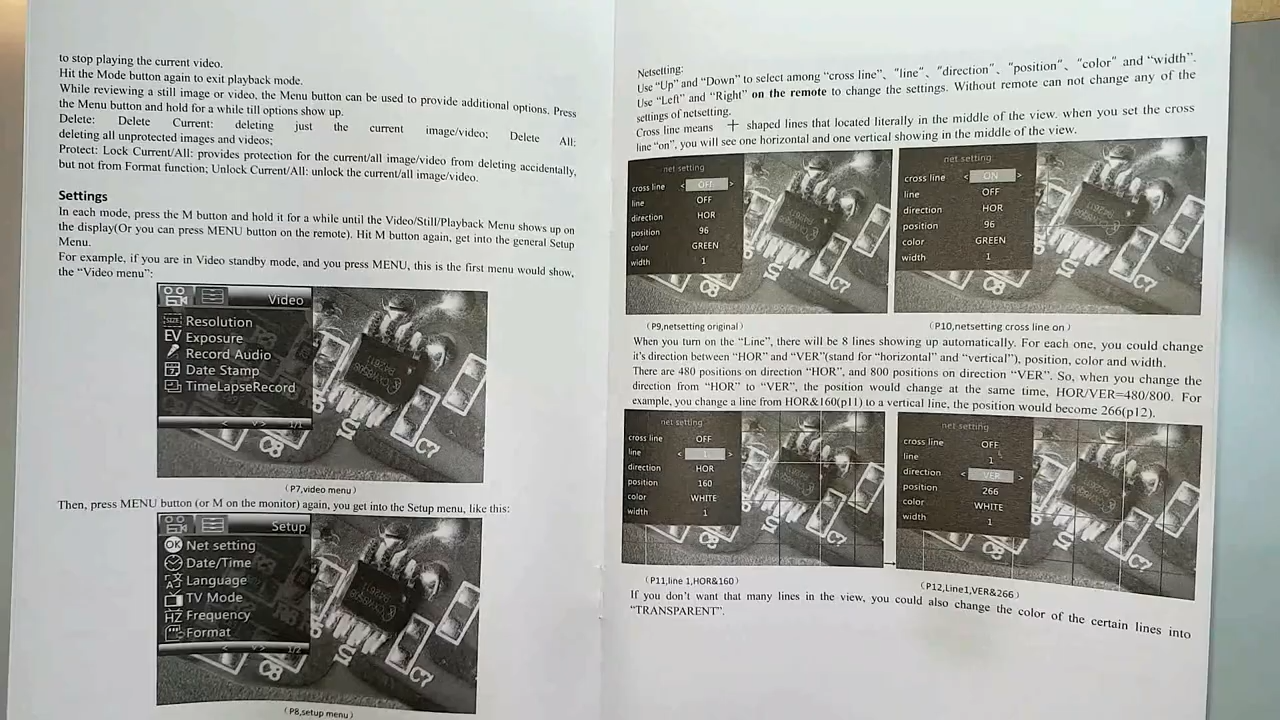 to stop playing the current video.
Hit the Mode button again to exit playback mode.
While reviewing a still image or video, the Menu button can be used to provide additional options. Press
the Menu button and hold for a while till options show up.
Delete: Delete Current: deleting just the current image/video; Delete All:
deleting all unprotected images and videos;
Protect: Lock Current/All: provides protection for the current/all image/video from deleting accidentally,
but not from Format function; Unlock Current/All: unlock the current/all image/video.
Settings
In each mode, press the M button and hold it for a while until the Video/Still/Playback Menu shows up on
the display(Or you can press MENU button on the remote). Hit M button again, get into the general Setup
Menu.
For example, if you are in Video standby mode, and you press MENU, this is the first menu would show,
the “Video menu”:
Video
SIZE Resolution
EV Exposure
Record Audio
Date Stamp
TimeLapseRecord
< v > 1/1
C8
C7
(P7,video menu)
Then, press MENU button (or M on the monitor) again, you get into the Setup menu, like this:
Setup
OK Net setting
Date/Time
Language
TV Mode
HZ Frequency
Format
< v > 1/2
C8
C7
(P8,setup menu)
Netsetting:
Use “Up” and “Down” to select among “cross line”、"line"、"direction"、"position"、"color" and “width”.
Use “Left” and “Right” on the remote to change the settings. Without remote can not change any of the
settings of netsetting.
Cross line means + shaped lines that located literally in the middle of the view. when you set the cross
line “on”, you will see one horizontal and one vertical showing in the middle of the view.
net setting
cross line < OFF >
line OFF
direction HOR
position 96
color GREEN
width 1
C8
C7
net setting
cross line < ON >
line OFF
direction HOR
position 96
color GREEN
width 1
C8
C7
(P9,netsetting original)
(P10,netsetting cross line on )
When you turn on the “Line”, there will be 8 lines showing up automatically. For each one, you could change
it’s direction between “HOR” and “VER”(stand for “horizontal” and “vertical”), position, color and width.
There are 480 positions on direction “HOR”, and 800 positions on direction “VER”. So, when you change the
direction from “HOR” to “VER”, the position would change at the same time, HOR/VER=480/800. For
example, you change a line from HOR&160(p11) to a vertical line, the position would become 266(p12).
net setting
cross line OFF
line < 1 >
direction HOR
position 160
color WHITE
width 1
C8
C7
net setting
cross line OFF
line 1
direction < VER >
position 266
color WHITE
width 1
C8
C7
(P11,line 1,HOR&160)
(P12,Line1,VER&266)
If you don’t want that many lines in the view, you could also change the color of the certain lines into
“TRANSPARENT”.